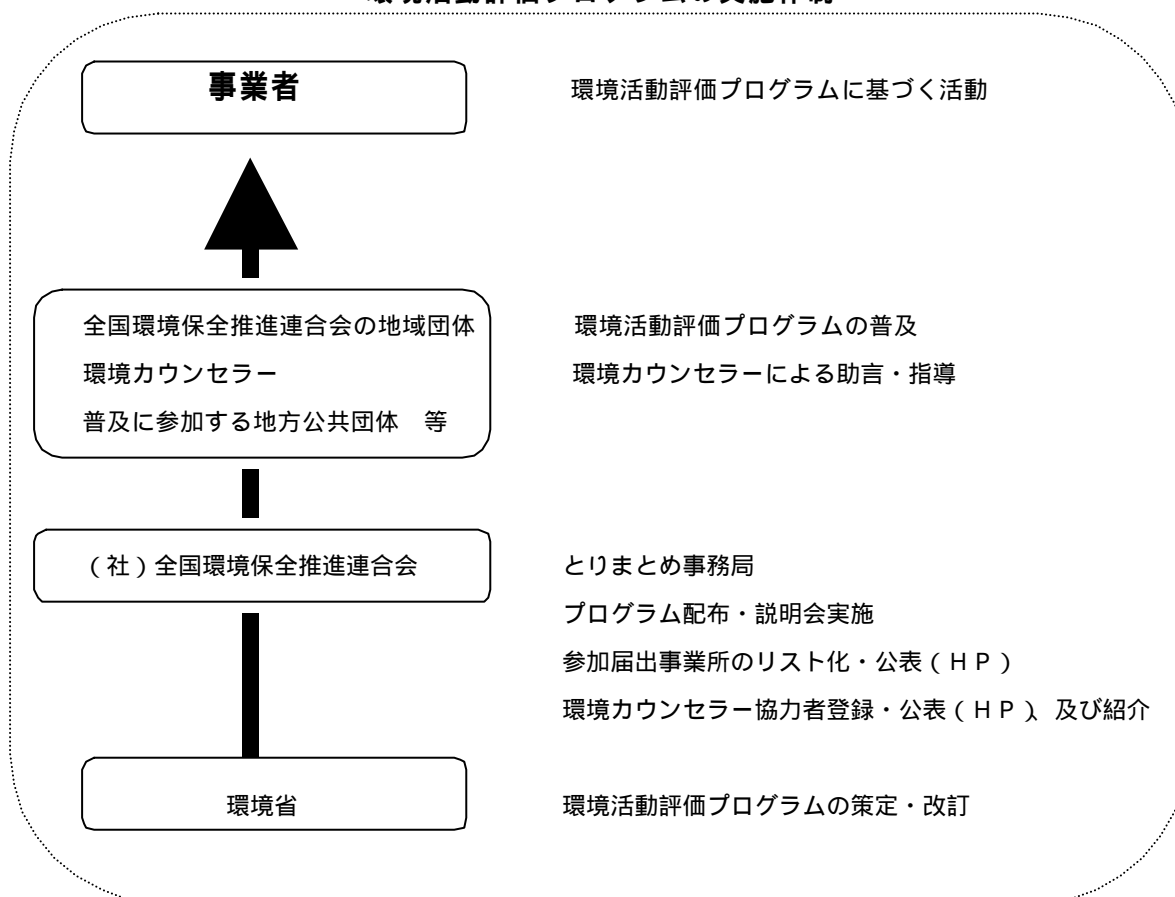 事業者 環境活動評価プログラムに基づく活動
全国環境保全推進連合会の地域団体 環境活動評価プログラムの普及
環境カウンセラー 環境カウンセラーによる助言・指導
普及に参加する地方公共団体　等
（社）全国環境保全推進連合会 とりまとめ事務局
プログラム配布・説明会実施
参加届出事業所のリスト化・公表（ＨＰ）
環境カウンセラー協力者登録・公表（ＨＰ）、及び紹介
環境省 環境活動評価プログラムの策定・改訂